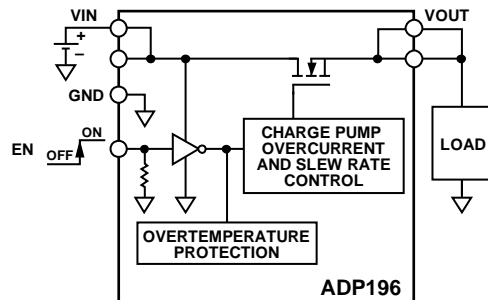 VIN
VOUT
+
–
GND
EN
ON
OFF
CHARGE PUMP
OVERCURRENT
AND SLEW RATE
CONTROL
LOAD
OVERTEMPERATURE
PROTECTION
ADP196